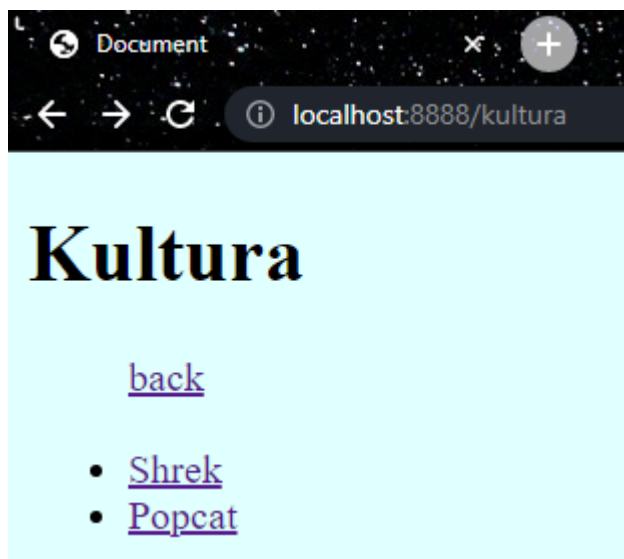 Document
localhost:8888/kultura
Kultura
back
Shrek
Popcat